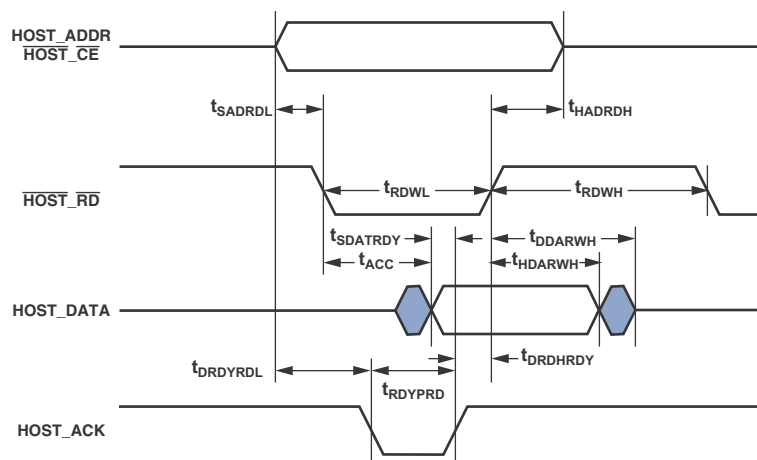 HOST_ADDR
HOST_CE
tSADRDL
tHADRDH
HOST_RD
tRDWL
tRDWH
tSDATRDY
tDDARWH
tACC
tHDARWH
HOST_DATA
tDRDYRDL
tRDYPRD
tDRDHRDY
HOST_ACK